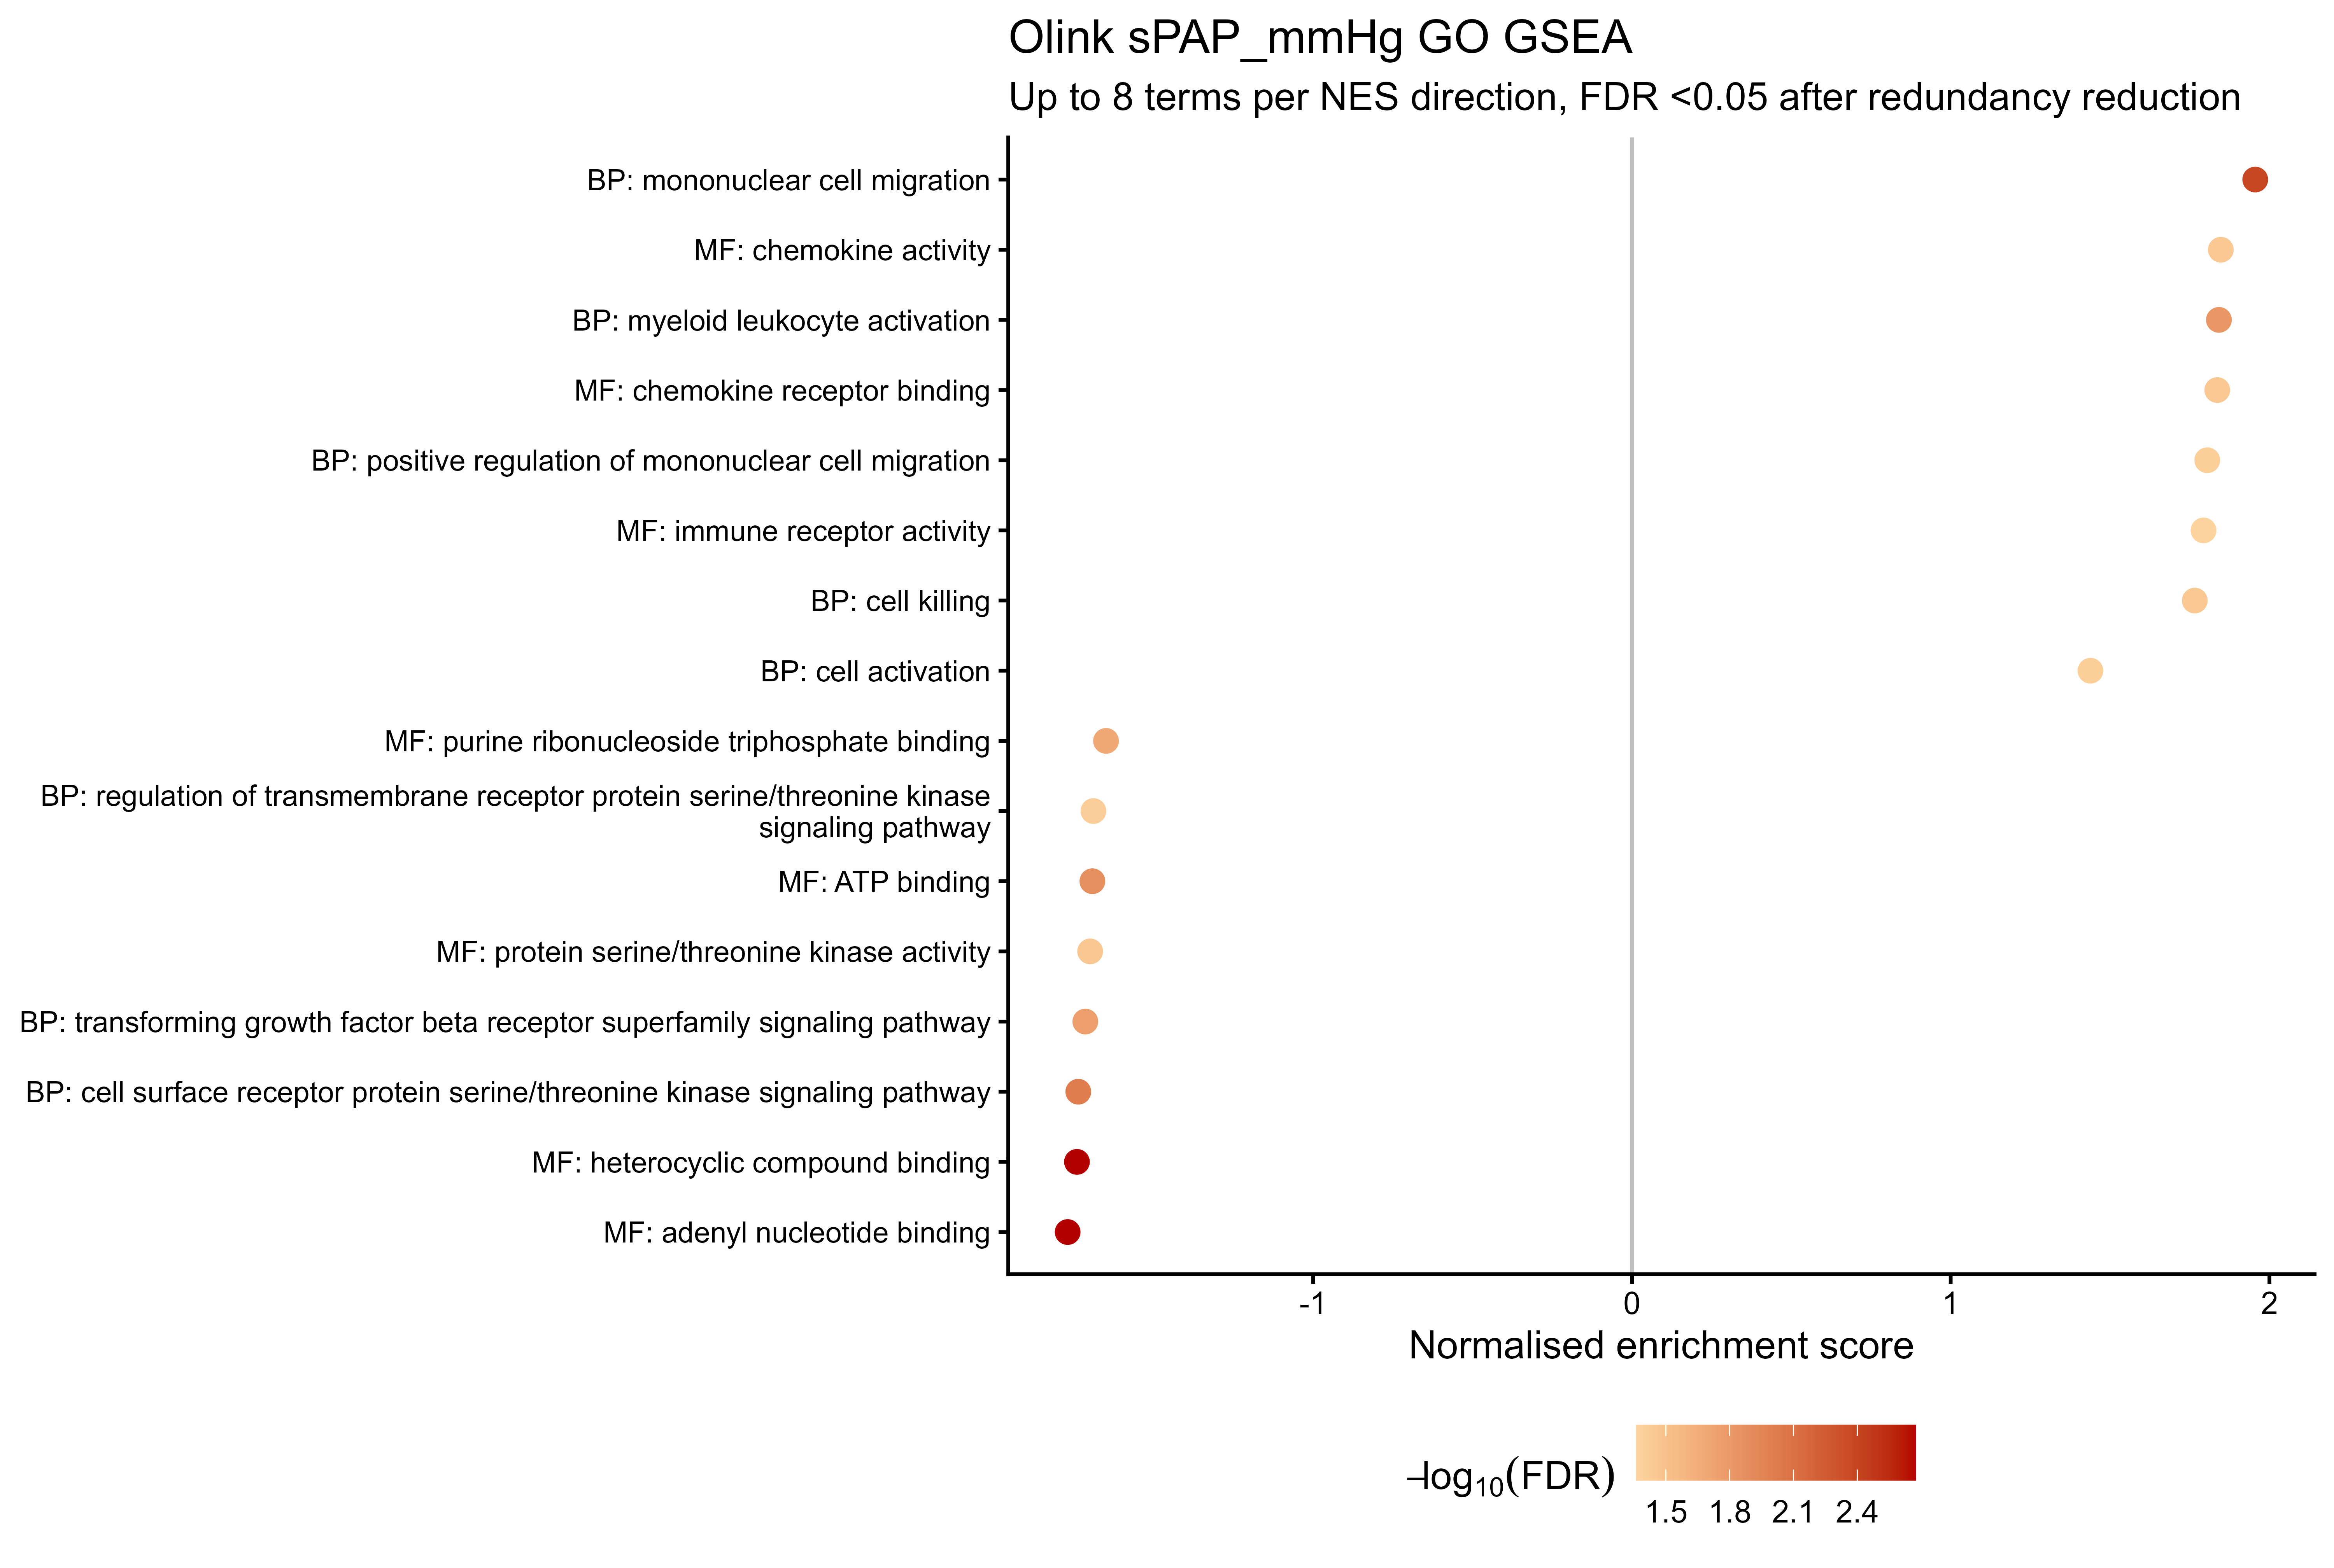 Olink sPAP_mmHg GO GSEA
Up to 8 terms per NES direction, FDR <0.05 after redundancy reduction
BP: mononuclear cell migration
MF: chemokine activity
BP: myeloid leukocyte activation
MF: chemokine receptor binding
BP: positive regulation of mononuclear cell migration
MF: immune receptor activity
BP: cell killing
BP: cell activation
MF: purine ribonucleoside triphosphate binding
BP: regulation of transmembrane receptor protein serine/threonine kinase
signaling pathway
MF: ATP binding
MF: protein serine/threonine kinase activity
BP: transforming growth factor beta receptor superfamily signaling pathway
BP: cell surface receptor protein serine/threonine kinase signaling pathway
MF: heterocyclic compound binding
MF: adenyl nucleotide binding
-1 0 1 2
Normalised enrichment score
–log₁₀(FDR)
1.5 1.8 2.1 2.4